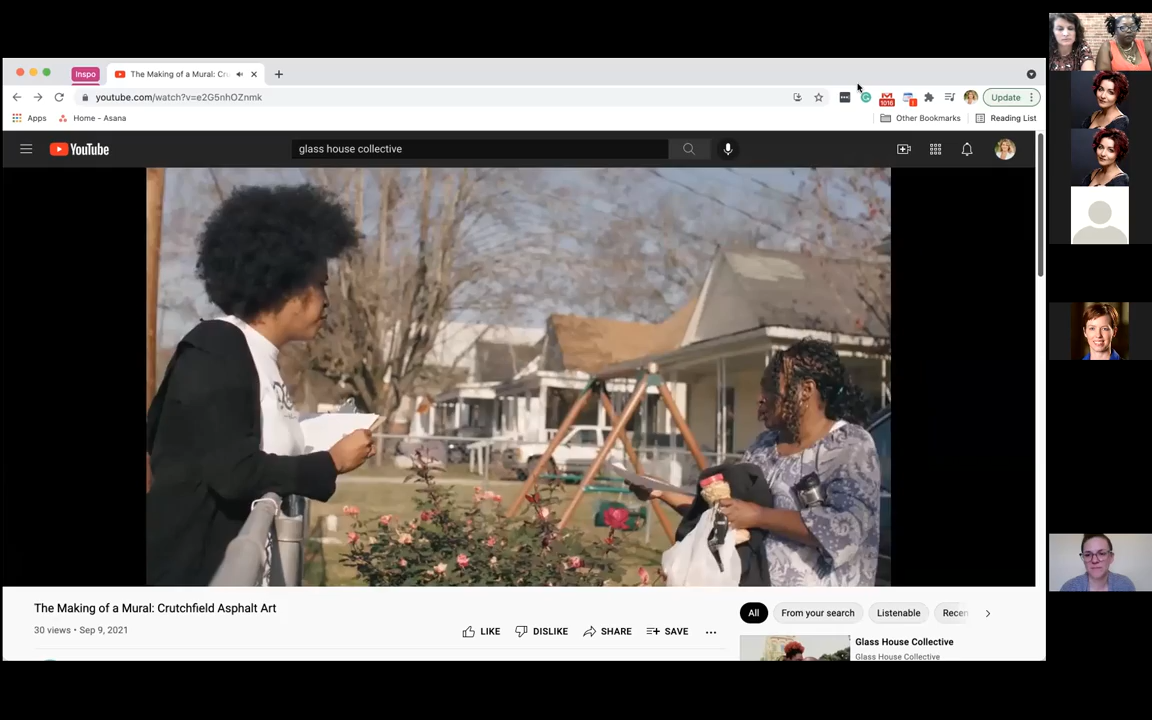 Inspo
The Making of a Mural: Cru
youtube.com/watch?v=e2G5nhOZnmk
1016
Update
Apps
Home - Asana
Other Bookmarks
Reading List
YouTube
glass house collective
The Making of a Mural: Crutchfield Asphalt Art
30 views • Sep 9, 2021
LIKE
DISLIKE
SHARE
SAVE
All
From your search
Listenable
Recen
Glass House Collective
Glass House Collective